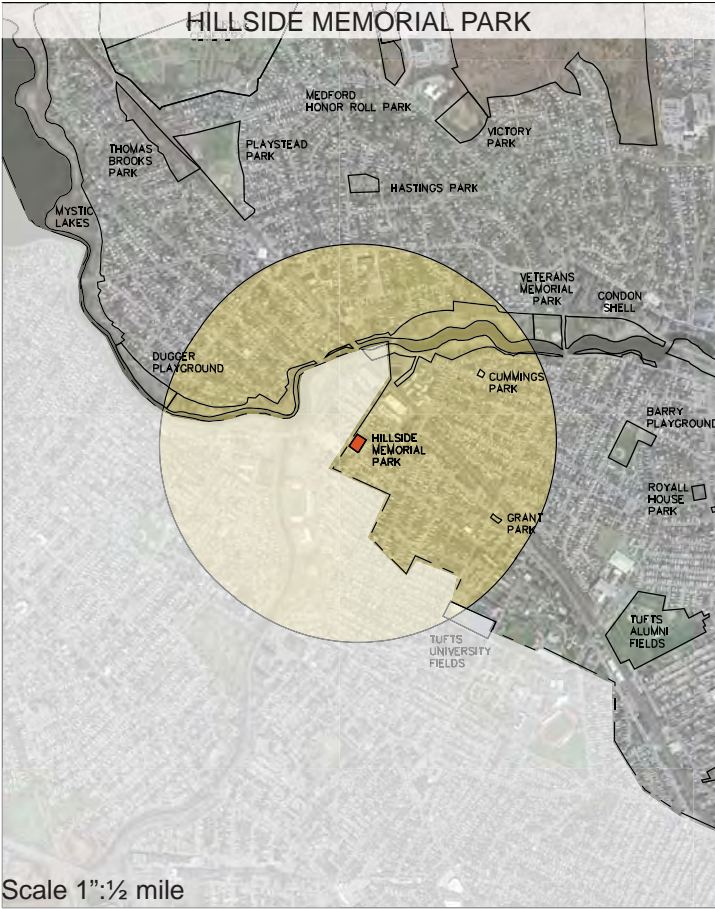 HILLSIDE MEMORIAL PARK
MEDFORD
HONOR ROLL PARK
VICTORY
PARK
THOMAS
BROOKS
PARK
PLAYSTEAD
PARK
HASTINGS PARK
MYSTIC
LAKES
VETERANS
MEMORIAL
PARK
CONDON
SHELL
DUGGER
PLAYGROUND
CUMMINGS
PARK
BARRY
PLAYGROUND
HILLSIDE
MEMORIAL
PARK
ROYALL
HOUSE
PARK
GRANT
PARK
TUFTS
ALUMNI
FIELDS
TUFTS
UNIVERSITY
FIELDS
Scale 1”:½ mile